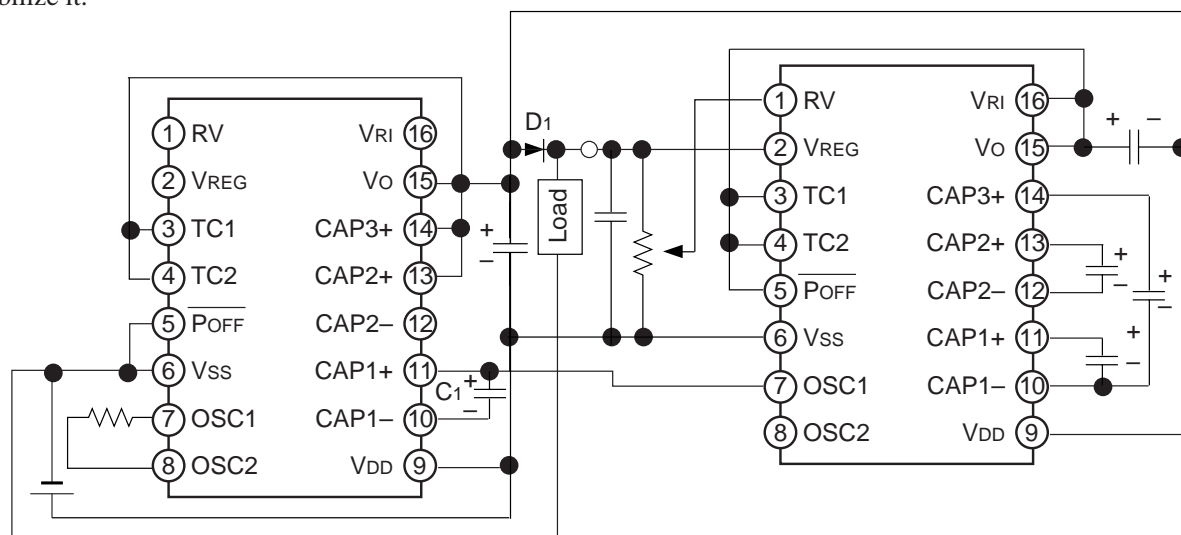 1 RV
2 VREG
3 TC1
4 TC2
5 POFF
6 VSS
7 OSC1
8 OSC2
VRI 16
VO 15
CAP3+ 14
CAP2+ 13
CAP2– 12
CAP1+ 11
CAP1– 10
VDD 9
+
–
C1 +
–
D1
Load
1 RV
2 VREG
3 TC1
4 TC2
5 POFF
6 VSS
7 OSC1
8 OSC2
VRI 16
VO 15
CAP3+ 14
CAP2+ 13
CAP2– 12
CAP1+ 11
CAP1– 10
VDD 9
+ –
+
–
+
–
+
–